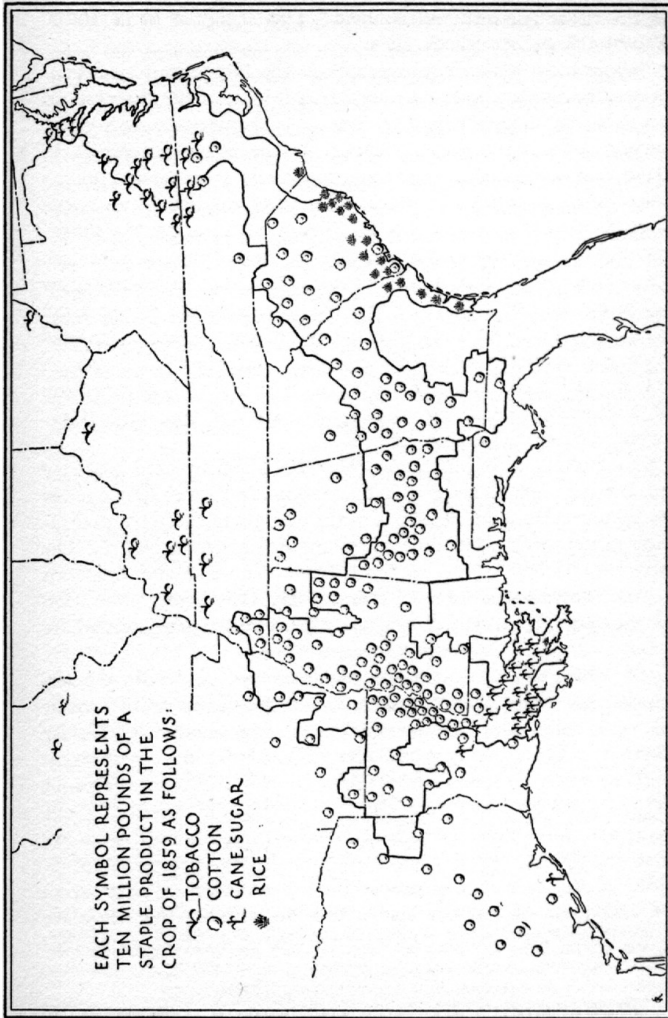 EACH SYMBOL REPRESENTS
TEN MILLION POUNDS OF A
STAPLE PRODUCT IN THE
CROP OF 1859 AS FOLLOWS
TOBACCO
COTTON
CANE SUGAR
RICE